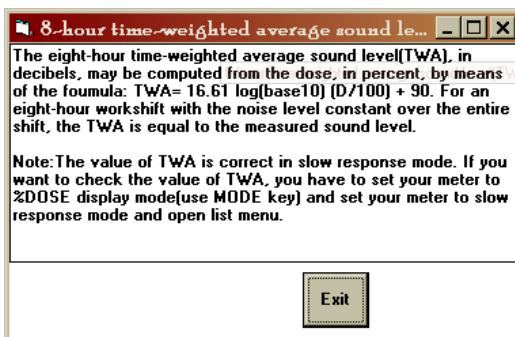 8-hour time-weighted average sound le...
The eight-hour time-weighted average sound level(TWA), in
decibels, may be computed from the dose, in percent, by means
of the foumula: TWA= 16.61 log(base10) (D/100) + 90. For an
eight-hour workshift with the noise level constant over the entire
shift, the TWA is equal to the measured sound level.
Note:The value of TWA is correct in slow response mode. If you
want to check the value of TWA, you have to set your meter to
%DOSE display mode(use MODE key) and set your meter to slow
response mode and open list menu.
Exit